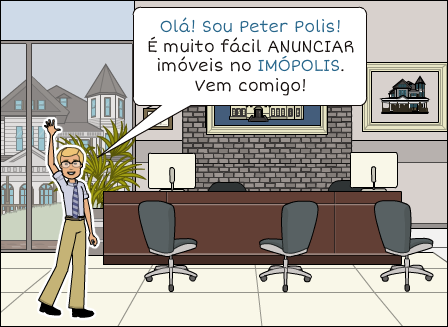 Olá! Sou Peter Polis!
É muito fácil ANUNCIAR
imóveis no IMÓPOLIS.
Vem comigo!